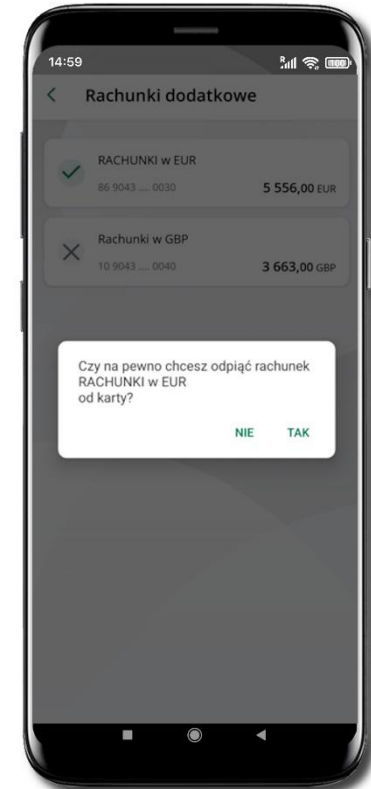 14:59
Rachunki dodatkowe
RACHUNKI w EUR
86 9043 .... 0030 5 556,00 EUR
Rachunki w GBP
10 9043 .... 0040 3 663,00 GBP
Czy na pewno chcesz odpiąć rachunek
RACHUNKI w EUR
od karty?
NIE TAK